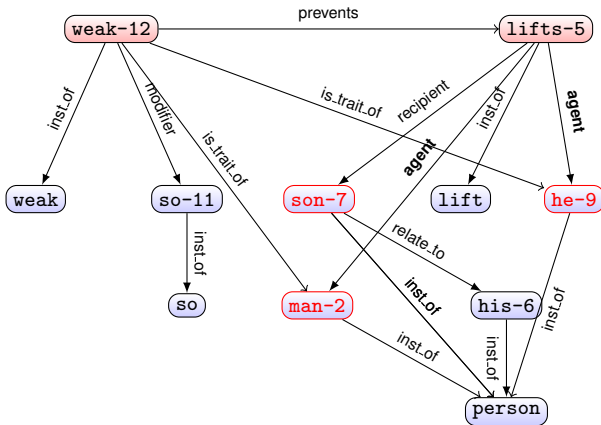 prevents
weak-12
lifts-5
inst_of
modifier
is_trait_of
is_trait_of
recipient
agent
inst_of
agent
weak
so-11
son-7
lift
he-9
inst_of
relate_to
inst_of
so
man-2
his-6
inst_of
inst_of
inst_of
person